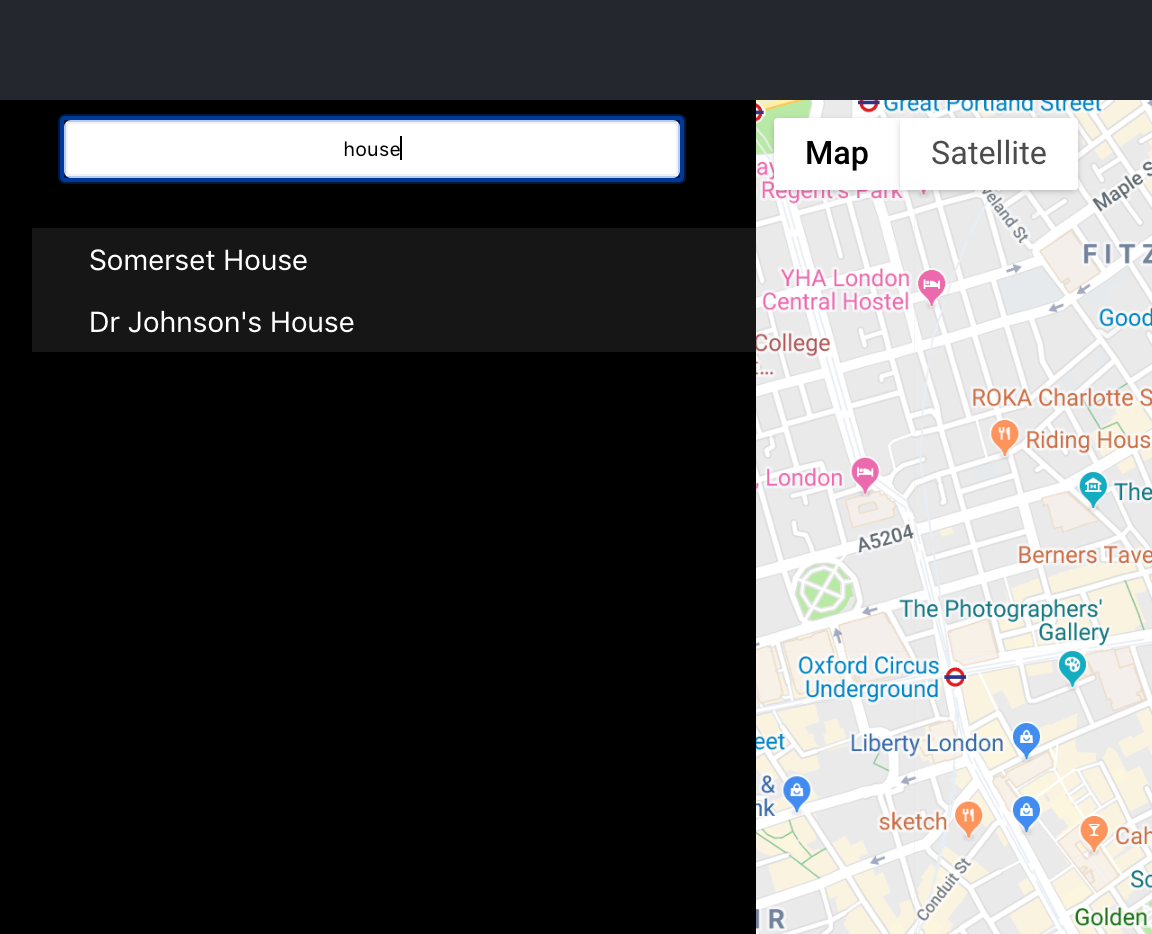 house
Somerset House
Dr Johnson's House
Great Portland Street
Map
Satellite
Regent's Park
Maple S
eland St
FITZ
YHA London
Central Hostel
Good
College
ROKA Charlotte S
Riding Hous
London
The
A5204
Berners Tave
The Photographers'
Gallery
Oxford Circus
Underground
eet
Liberty London
&
nk
sketch
Cah
Conduit St
So
IR
Golden